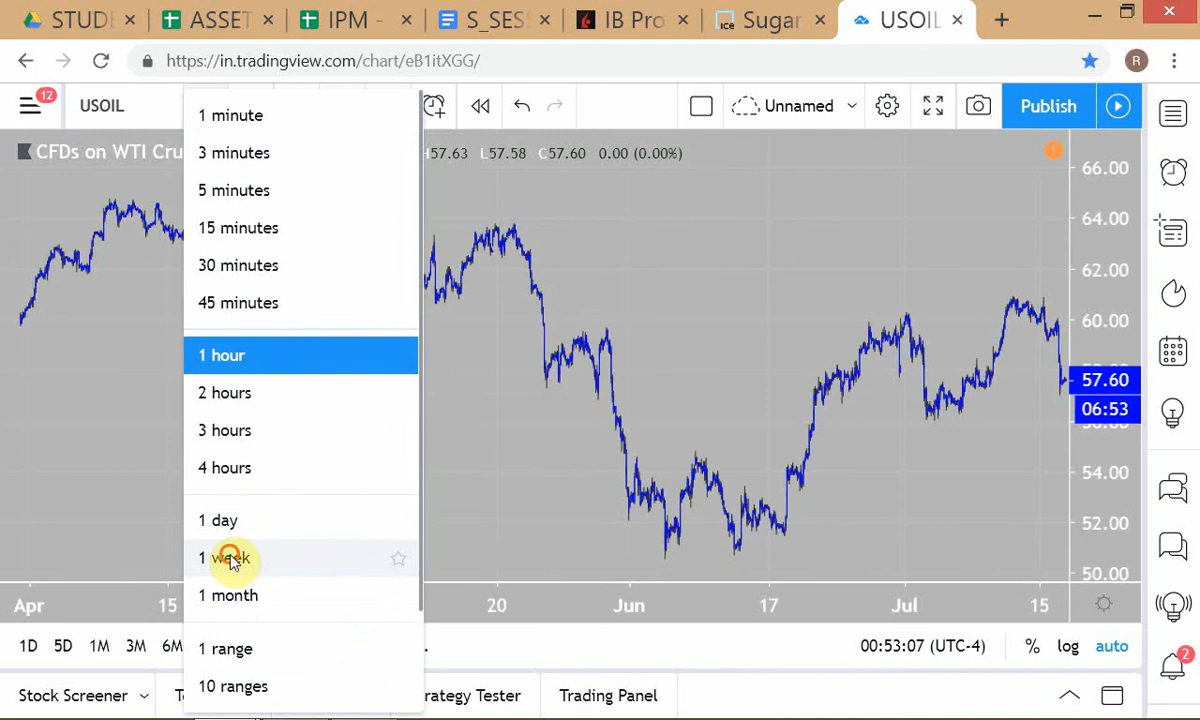 STUDE
ASSET
IPM -
S_SES
IB Pro
Sugar
USOIL
https://in.tradingview.com/chart/eB1itXGG/
R
12
USOIL
Unnamed
Publish
CFDs on WTI Cru
H57.63 L57.58 C57.60 0.00 (0.00%)
1 minute
3 minutes
5 minutes
15 minutes
30 minutes
45 minutes
1 hour
2 hours
3 hours
4 hours
1 day
1 week
1 month
1 range
10 ranges
66.00
64.00
62.00
60.00
57.60
06:53
54.00
52.00
50.00
Apr 15 20 Jun 17 Jul 15
1D 5D 1M 3M 6M
00:53:07 (UTC-4) % log auto
2
Stock Screener
rategy Tester
Trading Panel